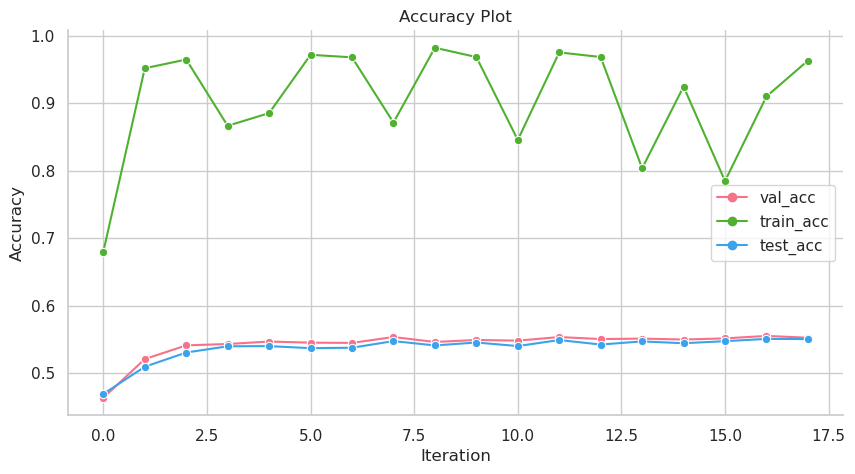 Accuracy Plot
1.0
0.9
0.8
0.7
0.6
0.5
Accuracy
val_acc
train_acc
test_acc
0.0 2.5 5.0 7.5 10.0 12.5 15.0 17.5
Iteration